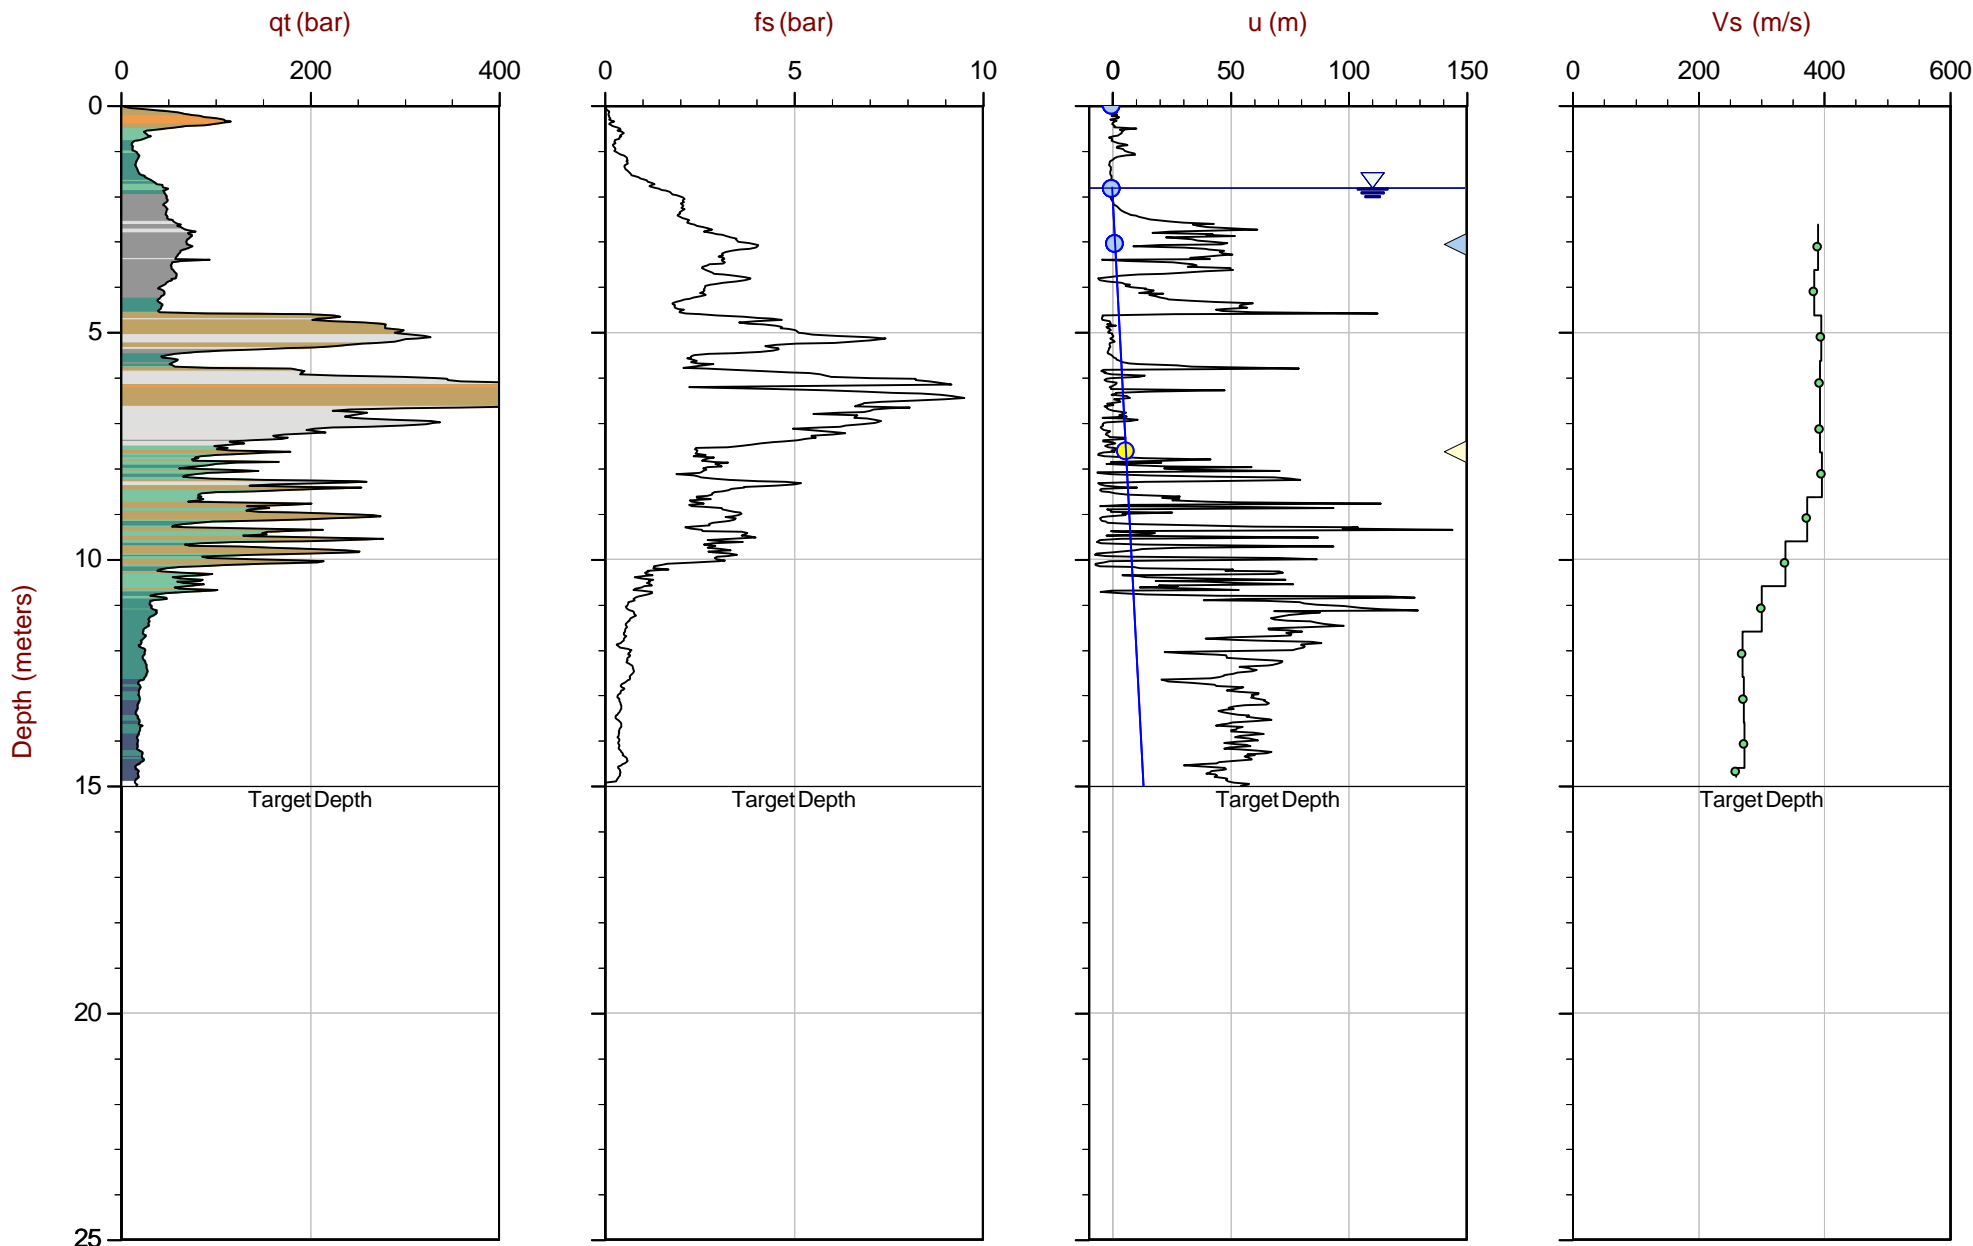 qt (bar) fs (bar) u (m) Vs (m/s)
0 200 400 0 5 10 0 50 100 150 0 200 400 600
0
5
10
Depth (meters)
15
Target Depth Target Depth Target Depth Target Depth
20
25